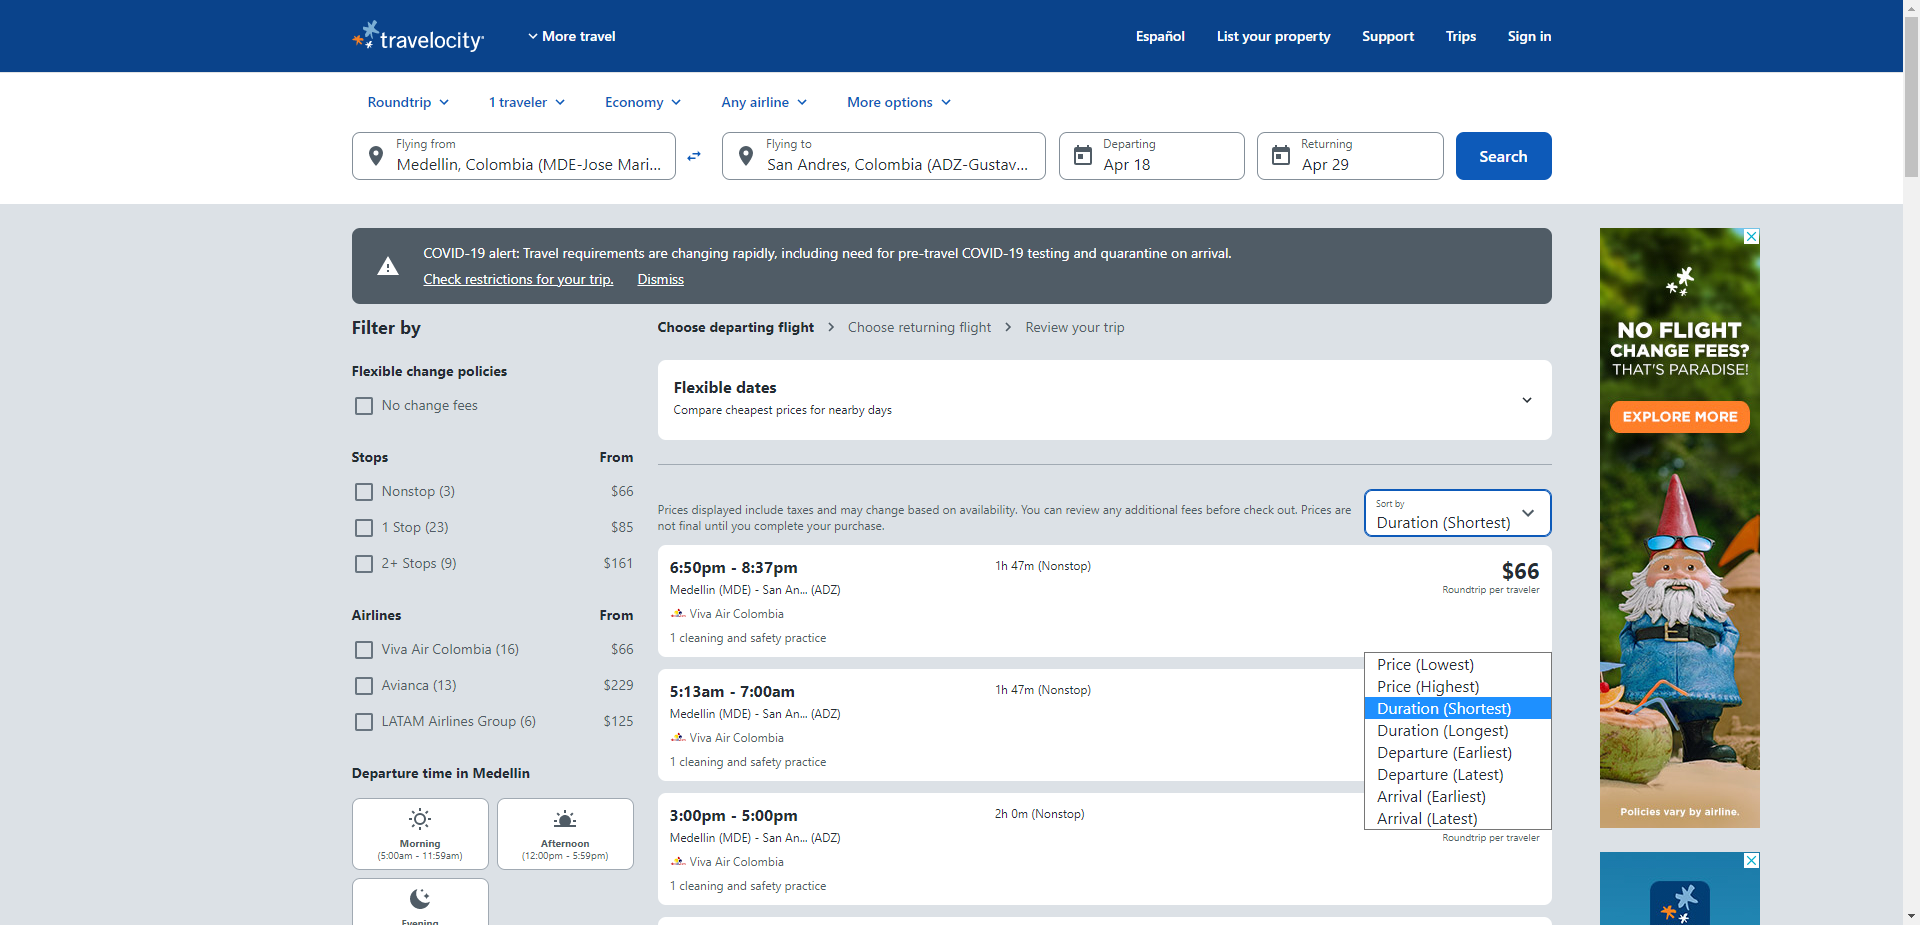 travelocity
More travel
Español
List your property
Support
Trips
Sign in
Roundtrip
1 traveler
Economy
Any airline
More options
Flying from
Medellin, Colombia (MDE-Jose Mari...
Flying to
San Andres, Colombia (ADZ-Gustav...
Departing
Apr 18
Returning
Apr 29
Search
COVID-19 alert: Travel requirements are changing rapidly, including need for pre-travel COVID-19 testing and quarantine on arrival.
Check restrictions for your trip.
Dismiss
Filter by
Flexible change policies
No change fees
Stops From
Nonstop (3) $66
1 Stop (23) $85
2+ Stops (9) $161
Airlines From
Viva Air Colombia (16) $66
Avianca (13) $229
LATAM Airlines Group (6) $125
Departure time in Medellin
Morning
(5:00am - 11:59am)
Afternoon
(12:00pm - 5:59pm)
Evening
Choose departing flight
Choose returning flight
Review your trip
Flexible dates
Compare cheapest prices for nearby days
Prices displayed include taxes and may change based on availability. You can review any additional fees before check out. Prices are
not final until you complete your purchase.
Sort by
Duration (Shortest)
6:50pm - 8:37pm
1h 47m (Nonstop)
$66
Medellin (MDE) - San An... (ADZ)
Roundtrip per traveler
Viva Air Colombia
1 cleaning and safety practice
5:13am - 7:00am
1h 47m (Nonstop)
Medellin (MDE) - San An... (ADZ)
Viva Air Colombia
1 cleaning and safety practice
3:00pm - 5:00pm
2h 0m (Nonstop)
Medellin (MDE) - San An... (ADZ)
Roundtrip per traveler
Viva Air Colombia
1 cleaning and safety practice
Price (Lowest)
Price (Highest)
Duration (Shortest)
Duration (Longest)
Departure (Earliest)
Departure (Latest)
Arrival (Earliest)
Arrival (Latest)
NO FLIGHT
CHANGE FEES?
THAT'S PARADISE!
EXPLORE MORE
Policies vary by airline.